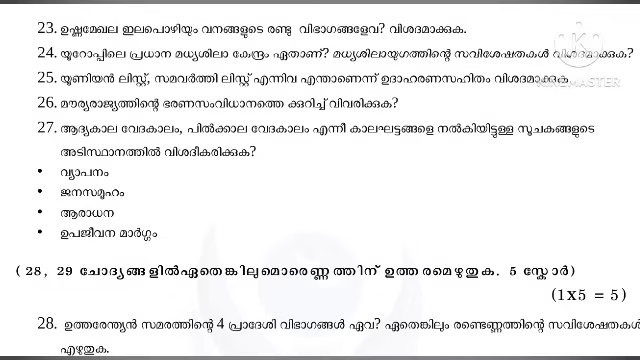 23. ഉഷ്ണമേഖല ഇലപൊഴിയും വനങ്ങളുടെ രണ്ടു വിഭാഗങ്ങളേവ? വിശദമാക്കുക.
24. യൂറോപ്പിലെ പ്രധാന മധ്യശിലാ കേന്ദ്രം ഏതാണ്? മധ്യശിലായുഗത്തിന്റെ സവിശേഷതകൾ വിശദമാക്കുക?
25. യൂണിയൻ ലിസ്റ്റ്, സമവർത്തി ലിസ്റ്റ് എന്നിവ എന്താണെന്ന് ഉദാഹരണസഹിതം വിശദമാക്കുക.
KINEMASTER
26. മൗര്യരാജ്യത്തിന്റെ ഭരണസംവിധാനത്തെ കുറിച്ച് വിവരിക്കുക?
27. ആദ്യകാല വേദകാലം, പിൽക്കാല വേദകാലം എന്നീ കാലഘട്ടങ്ങളെ നൽകിയിട്ടുള്ള സൂചകങ്ങളുടെ
അടിസ്ഥാനത്തിൽ വിശദീകരിക്കുക?
• വ്യാപനം
• ജനസമൂഹം
• ആരാധന
• ഉപജീവന മാർഗ്ഗം
( 28, 29 ചോദ്യങ്ങളിൽഏതെങ്കിലുമൊരെണ്ണത്തിന് ഉത്തരമെഴുതുക. 5 സ്കോർ)
(1x5 = 5)
28. ഉത്തരേന്ത്യൻ സമരത്തിന്റെ 4 പ്രാദേശി വിഭാഗങ്ങൾ ഏവ? ഏതെങ്കിലും രണ്ടെണ്ണത്തിന്റെ സവിശേഷതകൾ
എഴുതുക.